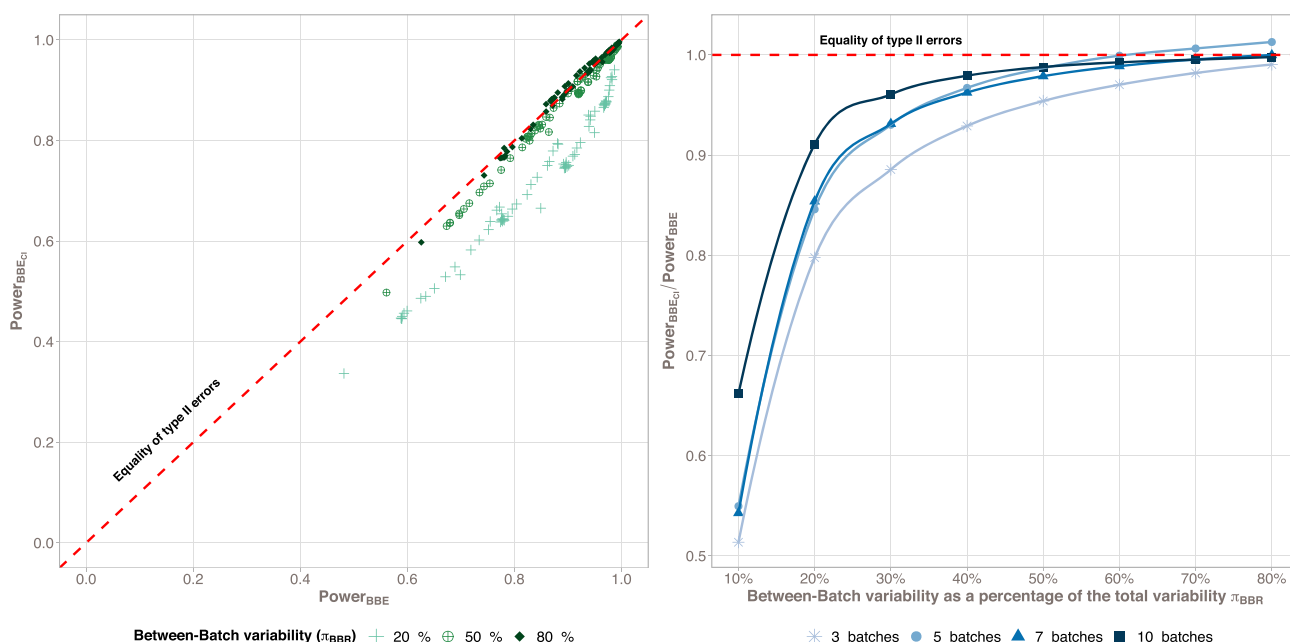 1.0
0.8
0.6
0.4
0.2
0.0
Power_BBE_CI
Equality of type II errors
0.0 0.2 0.4 0.6 0.8 1.0
Power_BBE
Between-Batch variability (π_BBR) 20 % 50 % 80 %
Equality of type II errors
1.0
0.9
0.8
0.7
0.6
0.5
Power_BBE_CI/Power_BBE
10% 20% 30% 40% 50% 60% 70% 80%
Between-Batch variability as a percentage of the total variability π_BBR
3 batches 5 batches 7 batches 10 batches